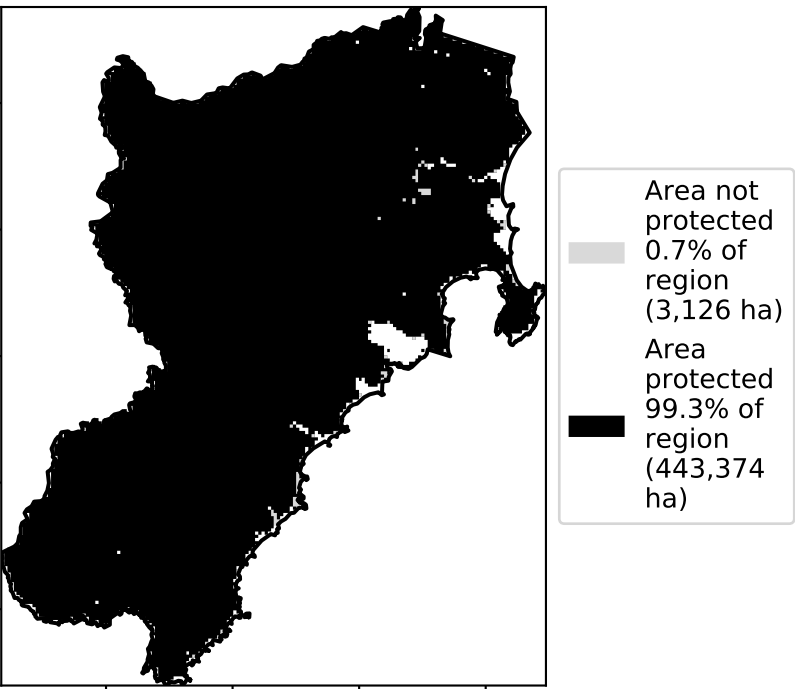 Area not
protected
0.7% of
region
(3,126 ha)
Area
protected
99.3% of
region
(443,374
ha)